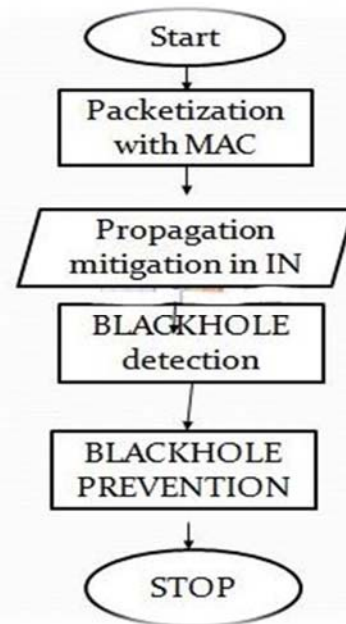 Start
Packetization
with MAC
Propagation
mitigation in IN
BLACKHOLE
detection
BLACKHOLE
PREVENTION
STOP